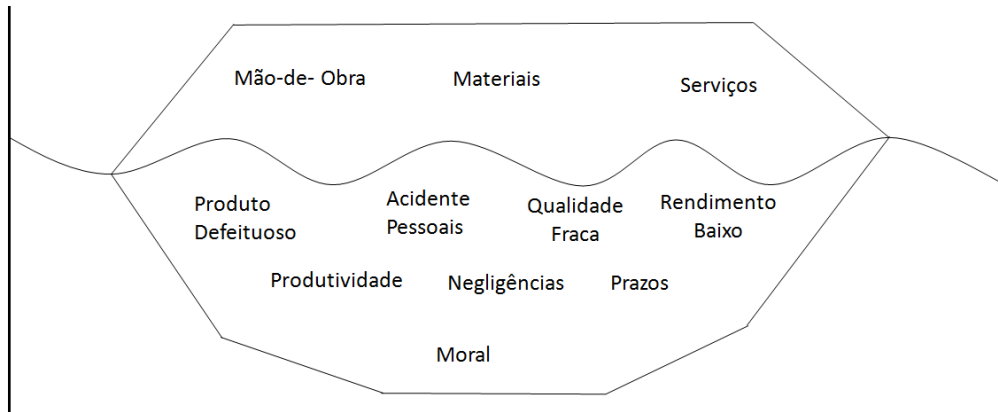 Mão-de- Obra
Materiais
Serviços
Produto
Defeituoso
Acidente
Pessoais
Qualidade
Fraca
Rendimento
Baixo
Produtividade
Negligências
Prazos
Moral